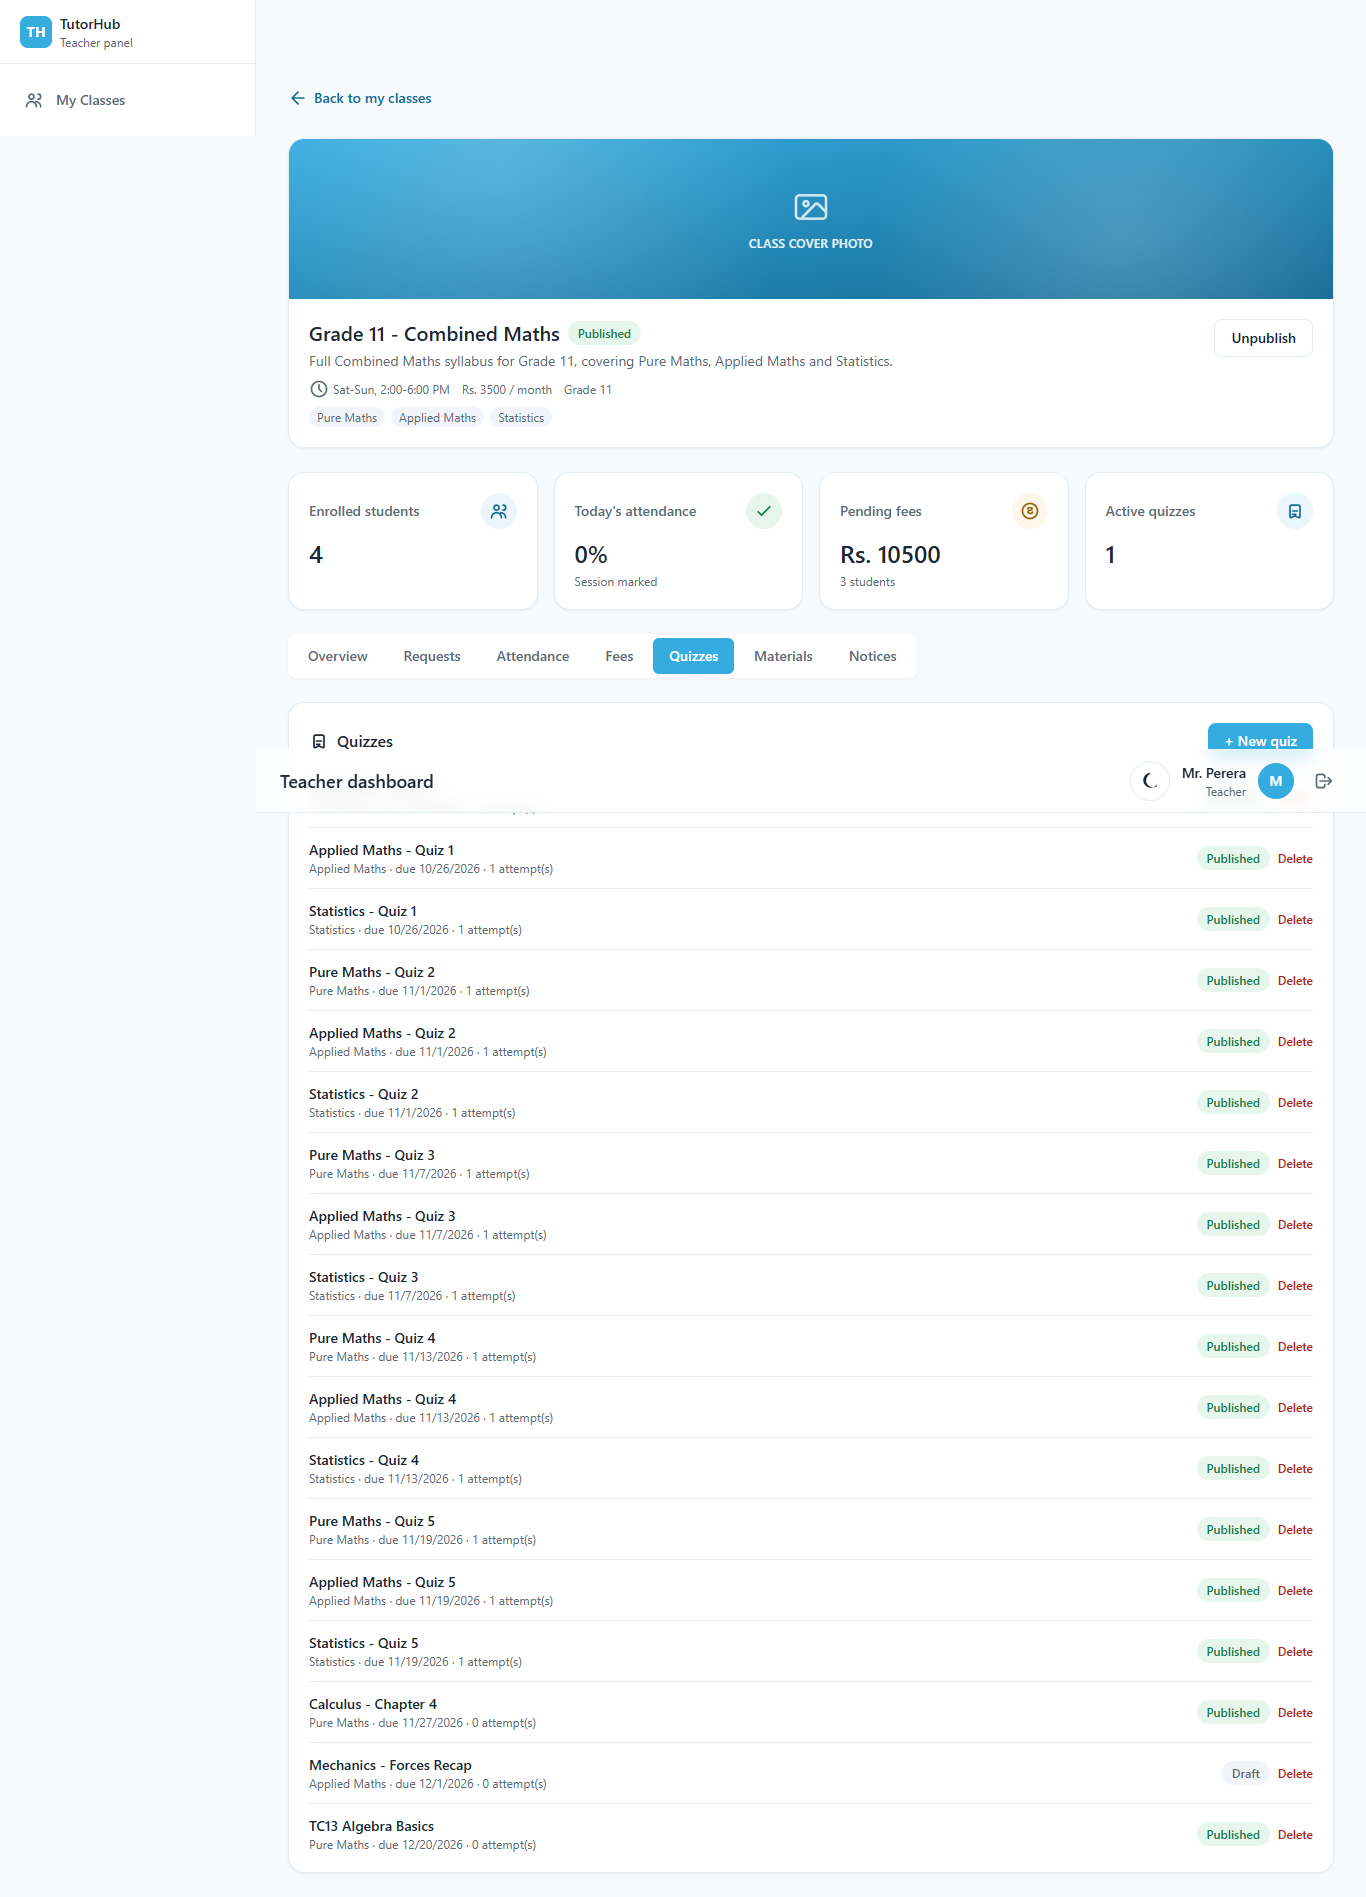 TH
TutorHub
Teacher panel
My Classes
Back to my classes
CLASS COVER PHOTO
Grade 11 - Combined Maths Published
Unpublish
Full Combined Maths syllabus for Grade 11, covering Pure Maths, Applied Maths and Statistics.
Sat-Sun, 2:00-6:00 PM Rs. 3500 / month Grade 11
Pure Maths Applied Maths Statistics
Enrolled students
4
Today's attendance
0%
Session marked
Pending fees
Rs. 10500
3 students
Active quizzes
1
Overview Requests Attendance Fees Quizzes Materials Notices
Quizzes
+ New quiz
Teacher dashboard
Mr. Perera
Teacher
M
Applied Maths - Quiz 1
Applied Maths · due 10/26/2026 · 1 attempt(s)
Published Delete
Statistics - Quiz 1
Statistics · due 10/26/2026 · 1 attempt(s)
Published Delete
Pure Maths - Quiz 2
Pure Maths · due 11/1/2026 · 1 attempt(s)
Published Delete
Applied Maths - Quiz 2
Applied Maths · due 11/1/2026 · 1 attempt(s)
Published Delete
Statistics - Quiz 2
Statistics · due 11/1/2026 · 1 attempt(s)
Published Delete
Pure Maths - Quiz 3
Pure Maths · due 11/7/2026 · 1 attempt(s)
Published Delete
Applied Maths - Quiz 3
Applied Maths · due 11/7/2026 · 1 attempt(s)
Published Delete
Statistics - Quiz 3
Statistics · due 11/7/2026 · 1 attempt(s)
Published Delete
Pure Maths - Quiz 4
Pure Maths · due 11/13/2026 · 1 attempt(s)
Published Delete
Applied Maths - Quiz 4
Applied Maths · due 11/13/2026 · 1 attempt(s)
Published Delete
Statistics - Quiz 4
Statistics · due 11/13/2026 · 1 attempt(s)
Published Delete
Pure Maths - Quiz 5
Pure Maths · due 11/19/2026 · 1 attempt(s)
Published Delete
Applied Maths - Quiz 5
Applied Maths · due 11/19/2026 · 1 attempt(s)
Published Delete
Statistics - Quiz 5
Statistics · due 11/19/2026 · 1 attempt(s)
Published Delete
Calculus - Chapter 4
Pure Maths · due 11/27/2026 · 0 attempt(s)
Published Delete
Mechanics - Forces Recap
Applied Maths · due 12/1/2026 · 0 attempt(s)
Draft Delete
TC13 Algebra Basics
Pure Maths · due 12/20/2026 · 0 attempt(s)
Published Delete